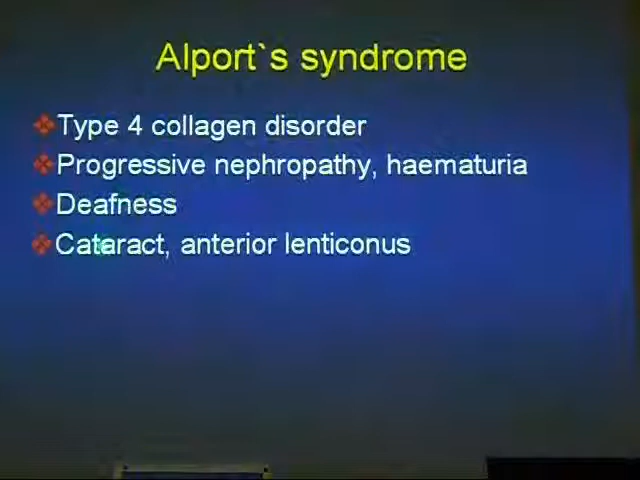 Alport`s syndrome
Type 4 collagen disorder
Progressive nephropathy, haematuria
Deafness
Cataract, anterior lenticonus